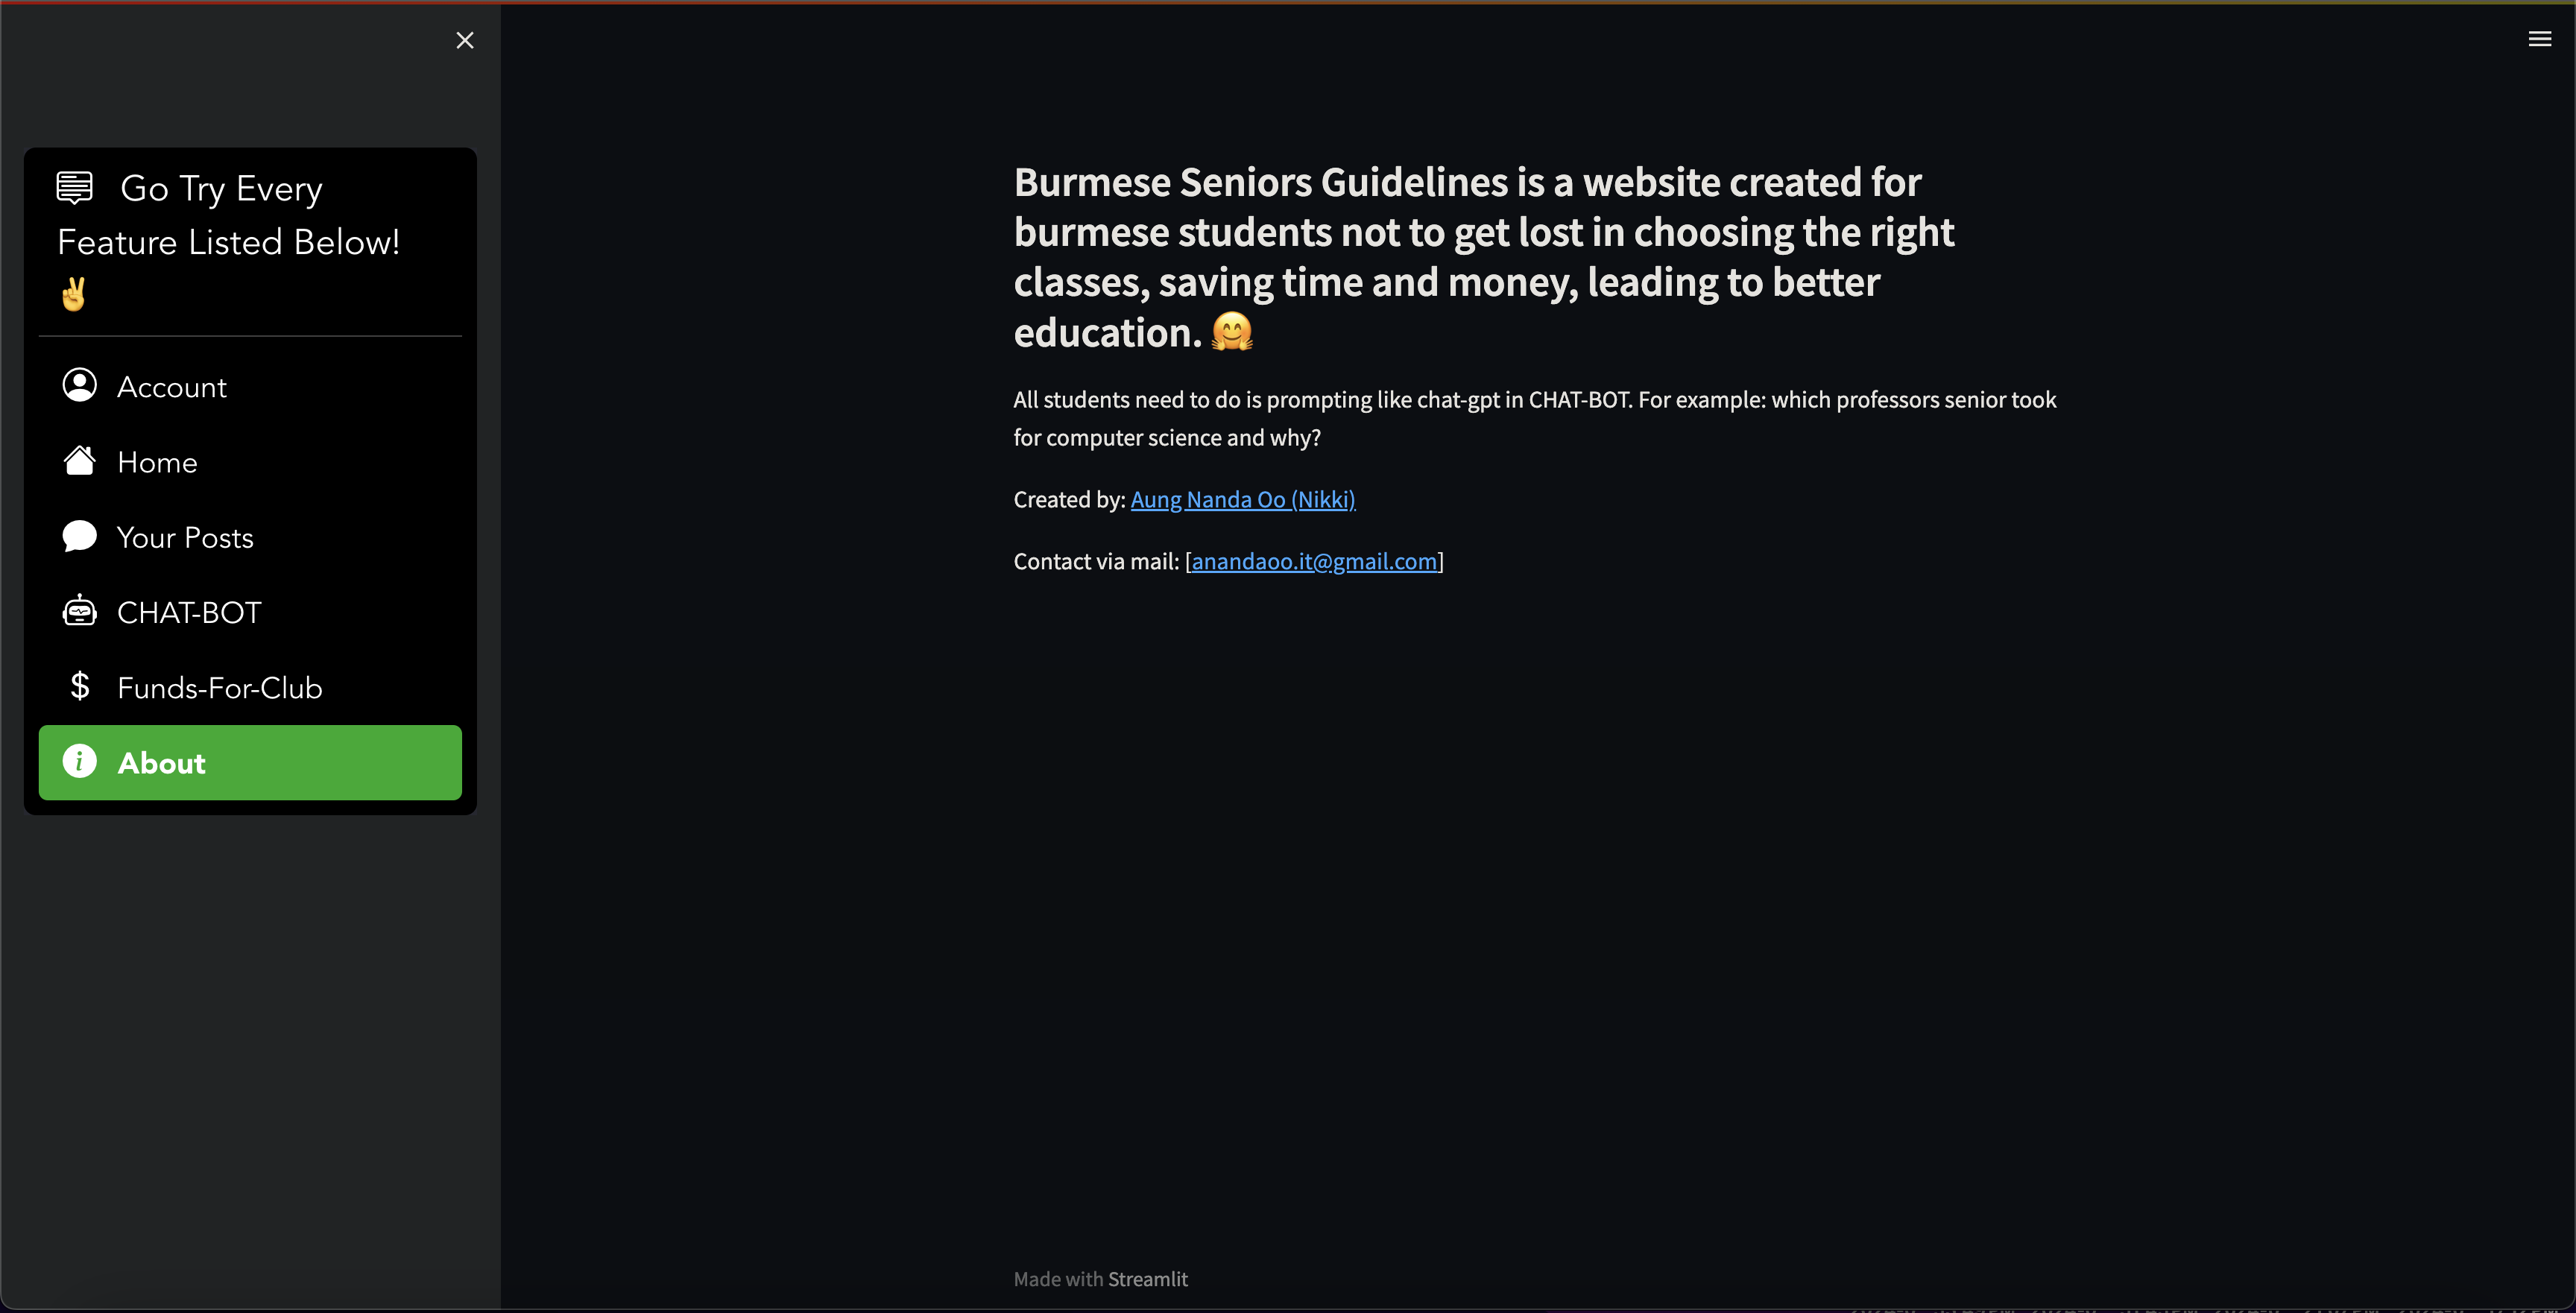 Go Try Every
Feature Listed Below!
✌️
Account
Home
Your Posts
CHAT-BOT
Funds-For-Club
About
Burmese Seniors Guidelines is a website created for
burmese students not to get lost in choosing the right
classes, saving time and money, leading to better
education. 🤗
All students need to do is prompting like chat-gpt in CHAT-BOT. For example: which professors senior took
for computer science and why?
Created by: Aung Nanda Oo (Nikki)
Contact via mail: [anandaoo.it@gmail.com]
Made with Streamlit